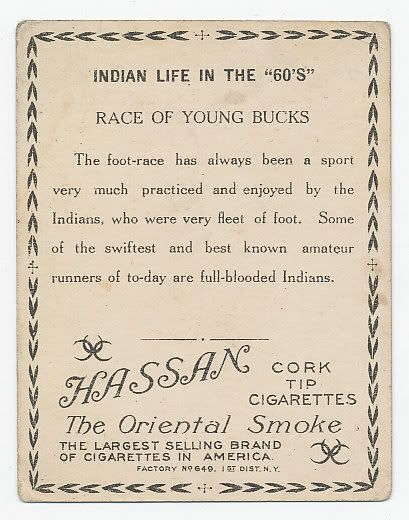 INDIAN LIFE IN THE "60'S"
RACE OF YOUNG BUCKS
The foot-race has always been a sport
very much practiced and enjoyed by the
Indians, who were very fleet of foot. Some
of the swiftest and best known amateur
runners of to-day are full-blooded Indians.
HASSAN
CORK
TIP
CIGARETTES
The Oriental Smoke
THE LARGEST SELLING BRAND
OF CIGARETTES IN AMERICA.
FACTORY Nº 649, 1ST DIST. N.Y.